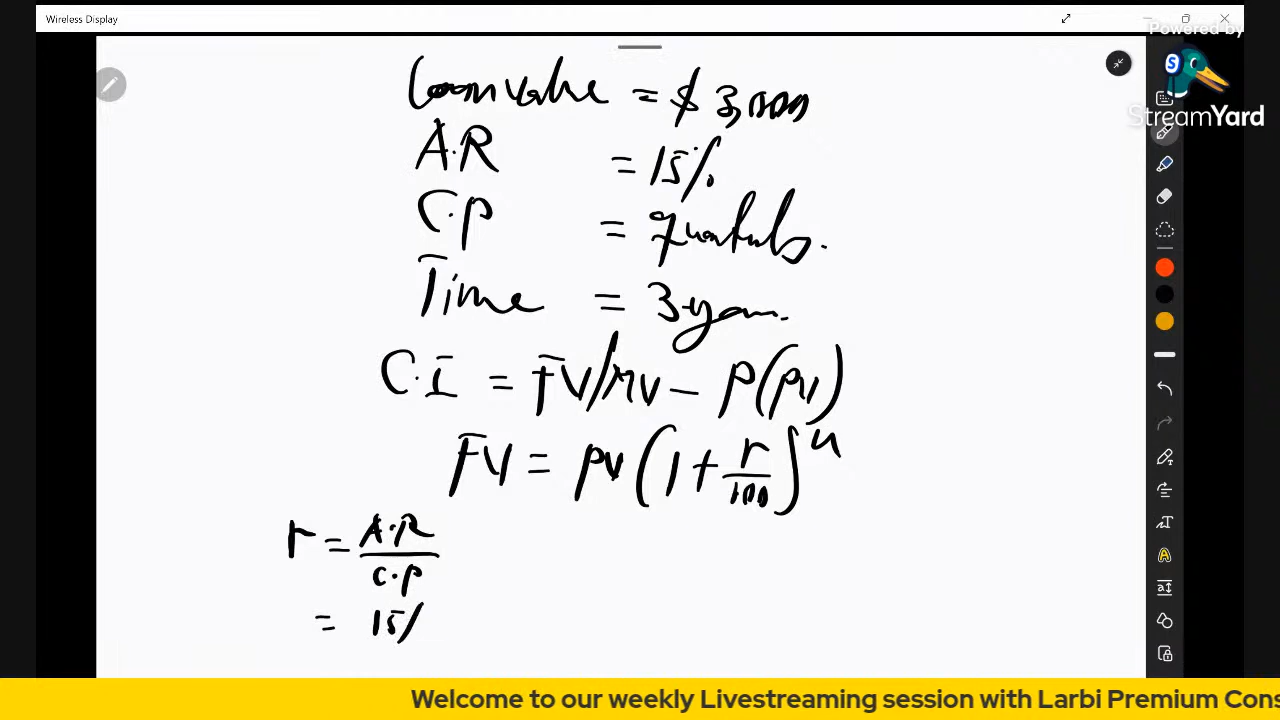 Wireless Display
Powered by
StreamYard
Loan value = $ 3,000
A.R = 15%
C.P = quarterly.
Time = 3 years.
C.I = FV/MV - P(PV)
FV = PV (1 + r/100)^n
r = A.R/C.P
= 15/
Welcome to our weekly Livestreaming session with Larbi Premium Cons